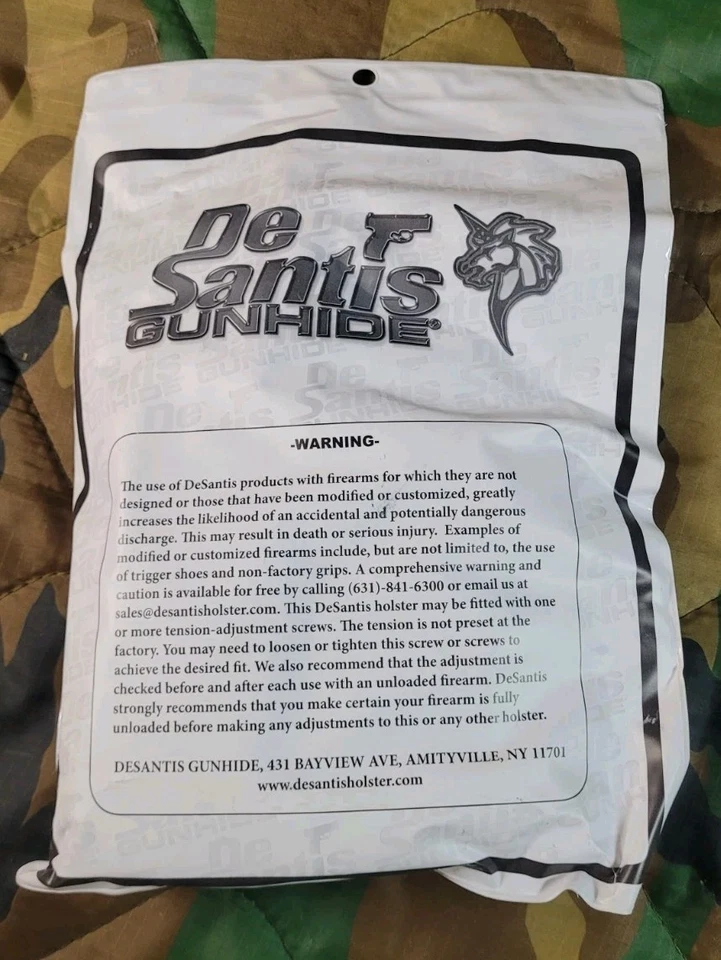 De
Santis
GUNHIDE®
-WARNING-
The use of DeSantis products with firearms for which they are not
designed or those that have been modified or customized, greatly
increases the likelihood of an accidental and potentially dangerous
discharge. This may result in death or serious injury. Examples of
modified or customized firearms include, but are not limited to, the use
of trigger shoes and non-factory grips. A comprehensive warning and
caution is available for free by calling (631)-841-6300 or email us at
sales@desantisholster.com. This DeSantis holster may be fitted with one
or more tension-adjustment screws. The tension is not preset at the
factory. You may need to loosen or tighten this screw or screws to
achieve the desired fit. We also recommend that the adjustment is
checked before and after each use with an unloaded firearm. DeSantis
strongly recommends that you make certain your firearm is fully
unloaded before making any adjustments to this or any other holster.
DESANTIS GUNHIDE, 431 BAYVIEW AVE, AMITYVILLE, NY 11701
www.desantisholster.com